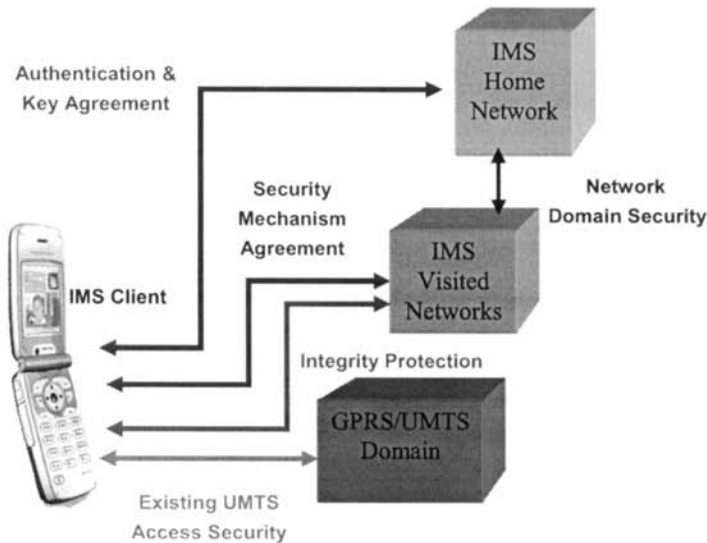 IMS
Home
Network
Authentication &
Key Agreement
Security
Mechanism
Agreement
Network
Domain Security
IMS
Visited
Networks
IMS Client
Integrity Protection
GPRS/UMTS
Domain
Existing UMTS
Access Security